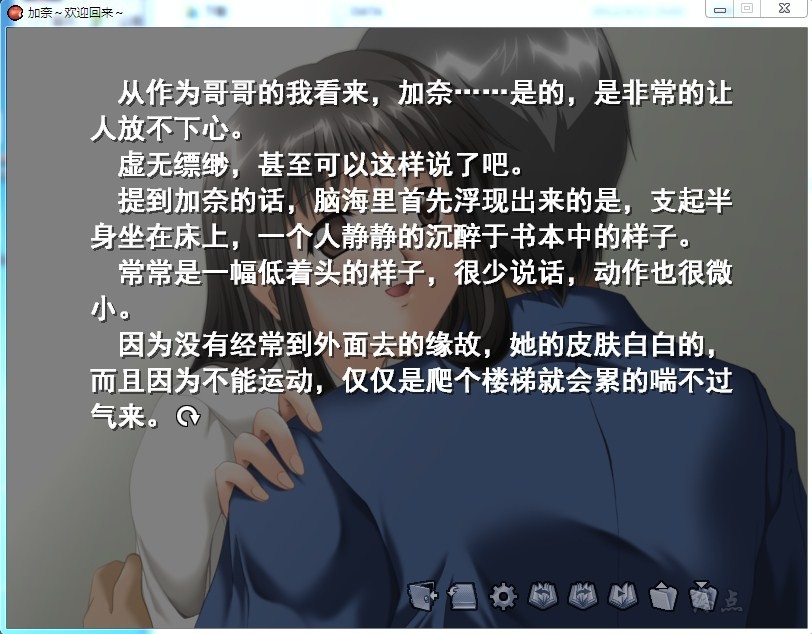 加奈～欢迎回来～
从作为哥哥的我看来，加奈……是的，是非常的让
人放不下心。
虚无缥缈，甚至可以这样说了吧。
提到加奈的话，脑海里首先浮现出来的是，支起半
身坐在床上，一个人静静的沉醉于书本中的样子。
常常是一幅低着头的样子，很少说话，动作也很微
小。
因为没有经常到外面去的缘故，她的皮肤白白的，
而且因为不能运动，仅仅是爬个楼梯就会累的喘不过
气来。